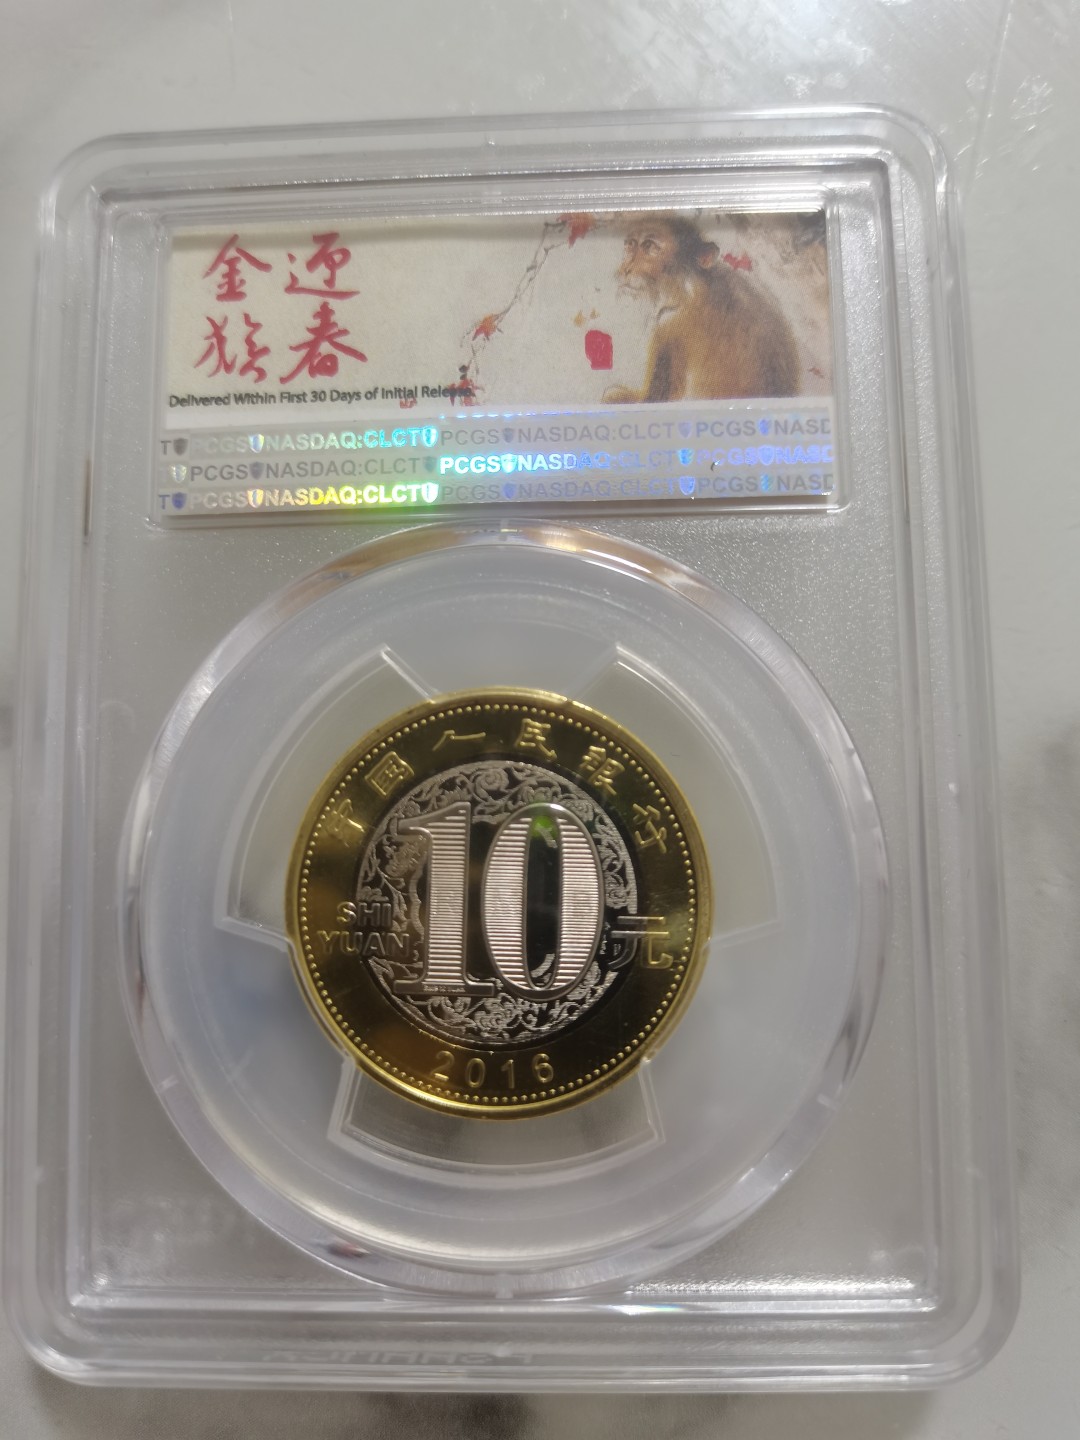 金 迎
猴 春
Delivered Within First 30 Days of Initial Release.
T PCGS NASDAQ:CLCT PCGS NASDAQ:CLCT PCGS NASD
PCGS NASDAQ:CLCT PCGS NASDAQ:CLCT PCGS NASD
T PCGS NASDAQ:CLCT PCGS NASDAQ:CLCT PCGS NASD
中國人民銀行
10
SHI
YUAN
元
2016